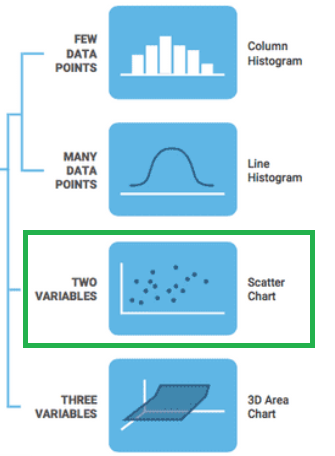 FEW
DATA
POINTS
Column
Histogram
MANY
DATA
POINTS
Line
Histogram
TWO
VARIABLES
Scatter
Chart
THREE
VARIABLES
3D Area
Chart